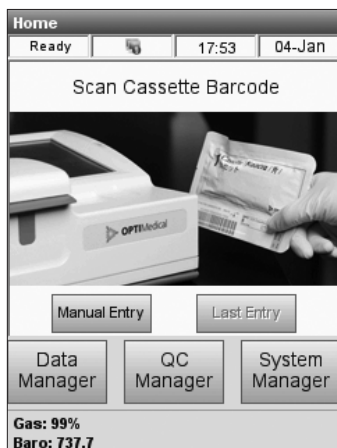 Home
Ready 17:53 04-Jan
Scan Cassette Barcode
OPTIMedical
Manual Entry Last Entry
Data Manager
QC Manager
System Manager
Gas: 99%
Baro: 737.7